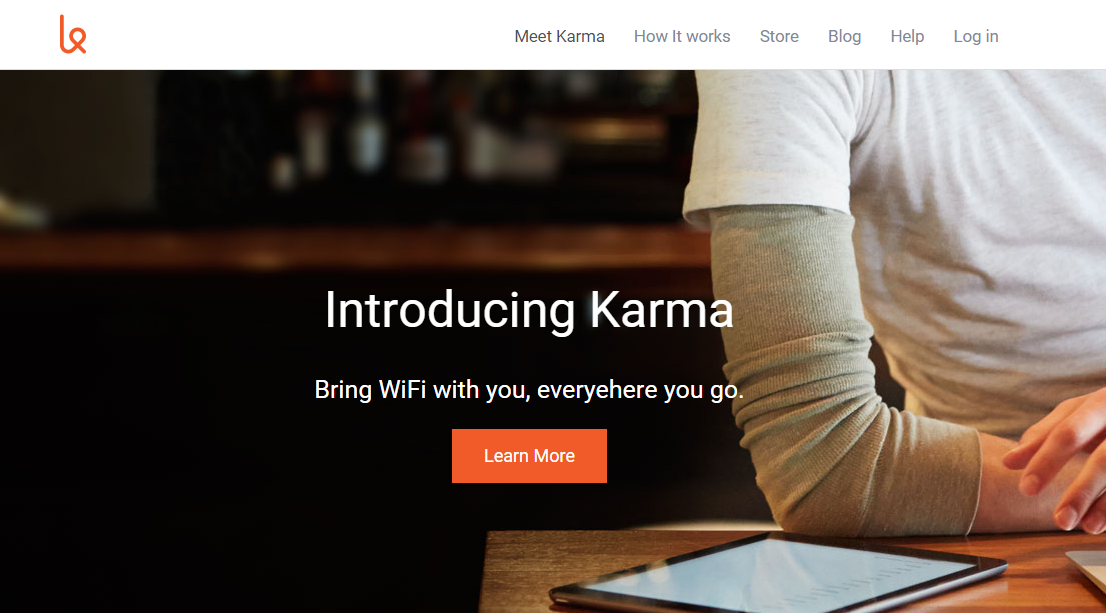 Meet Karma How It works Store Blog Help Log in
Introducing Karma
Bring WiFi with you, everyehere you go.
Learn More